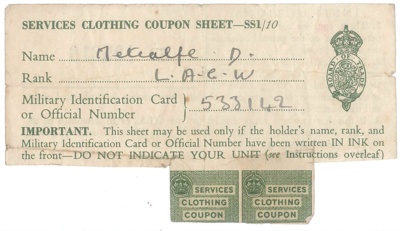 SERVICES CLOTHING COUPON SHEET—SS1/10
Name Metcalfe D.
Rank L.A.C.W
Military Identification Card or Official Number } 533142
BOARD OF TRADE
IMPORTANT. This sheet may be used only if the holder's name, rank, and
Military Identification Card or Official Number have been written IN INK on
the front—DO NOT INDICATE YOUR UNIT (see Instructions overleaf)
SERVICES CLOTHING COUPON
SERVICES CLOTHING COUPON